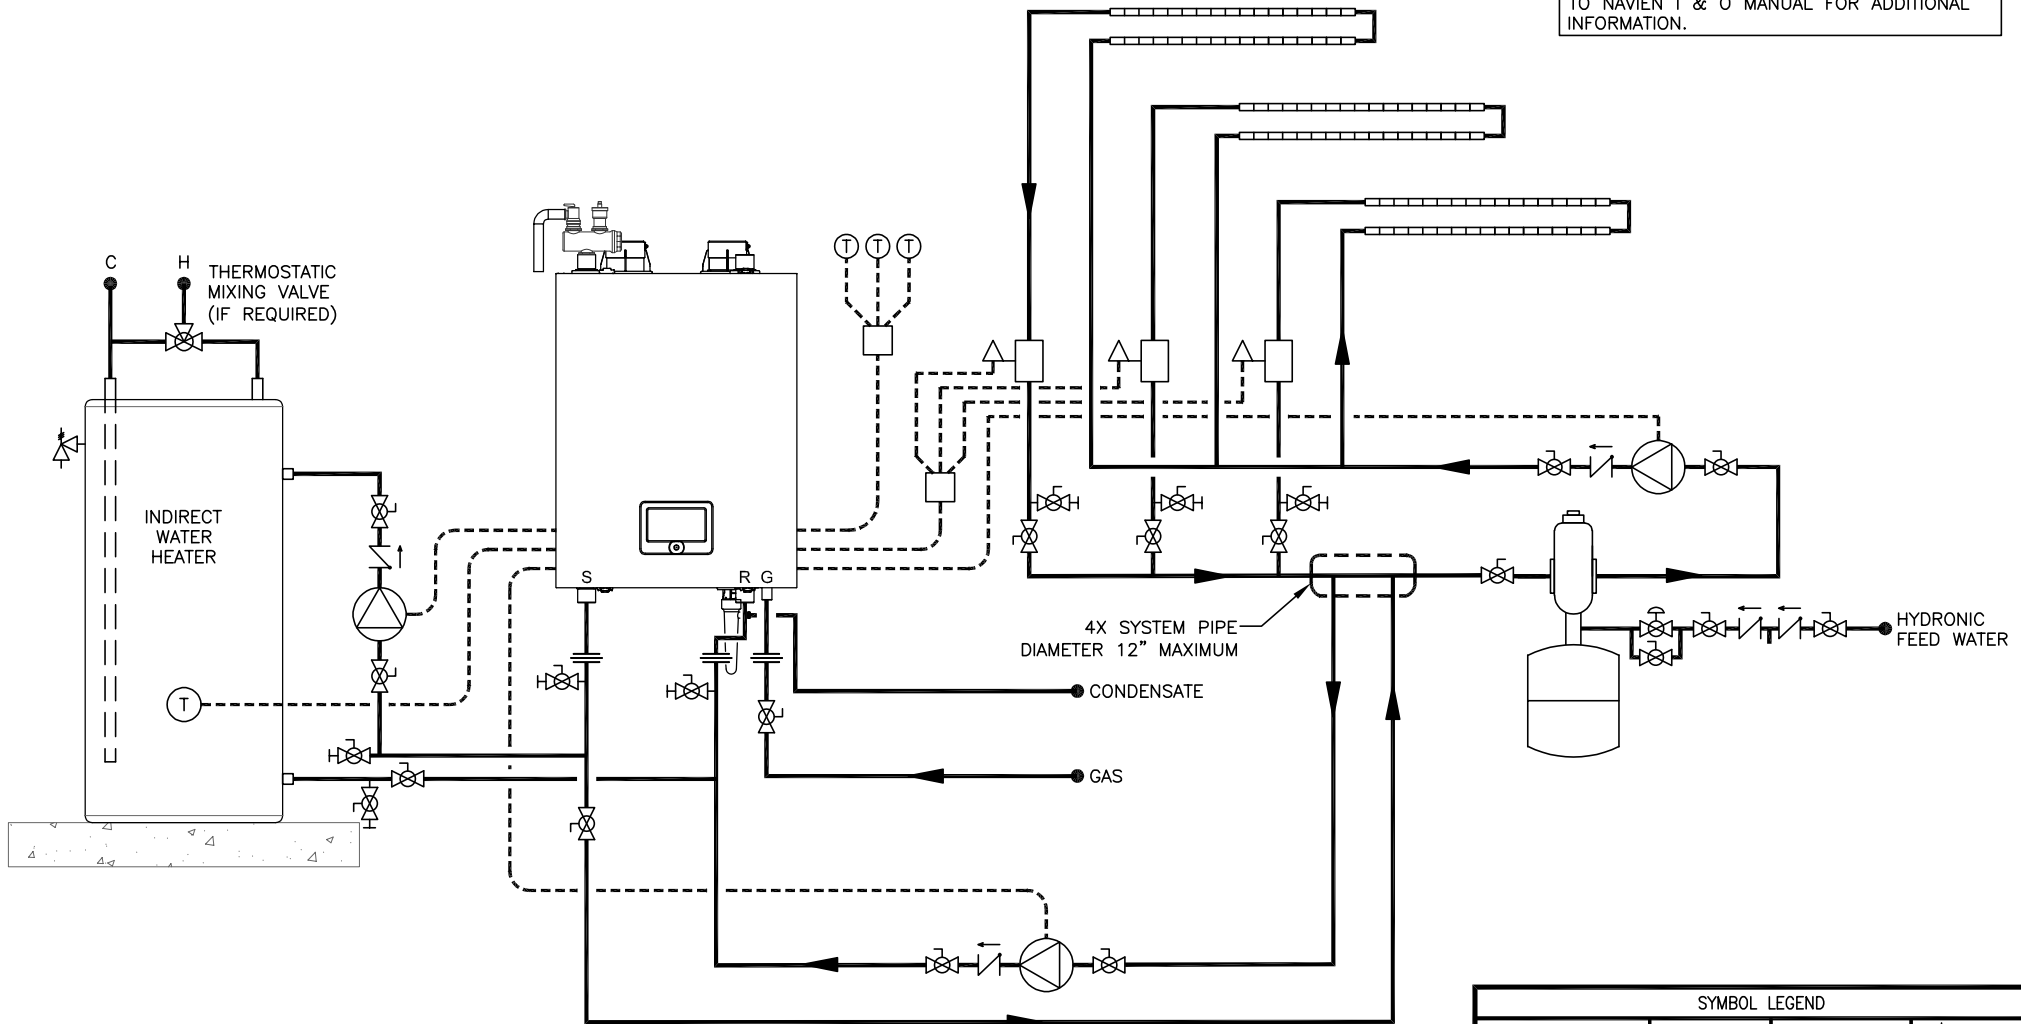 TO NAVIEN I & O MANUAL FOR ADDITIONAL
INFORMATION.
C
H
THERMOSTATIC
MIXING VALVE
(IF REQUIRED)
T
T
T
INDIRECT
WATER
HEATER
T
S
R
G
4X SYSTEM PIPE
DIAMETER 12" MAXIMUM
CONDENSATE
GAS
HYDRONIC
FEED WATER
SYMBOL LEGEND